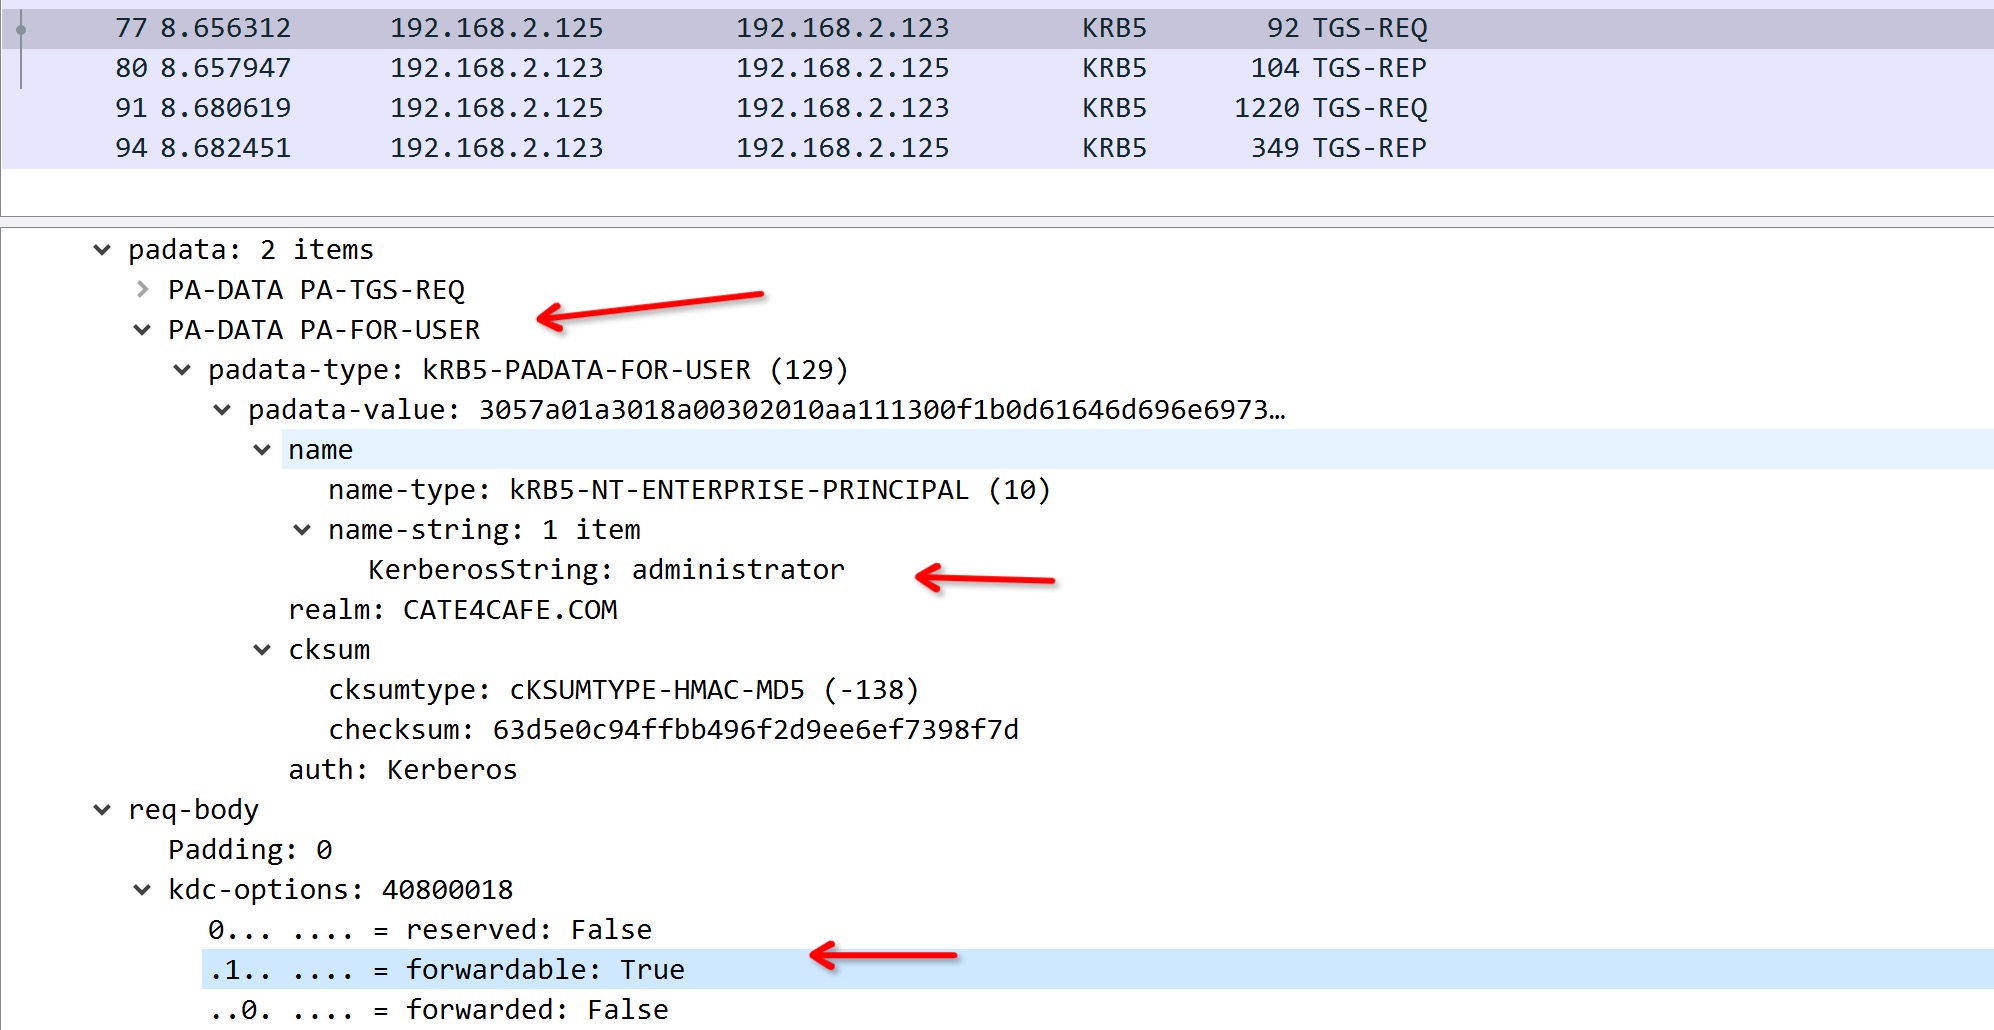 77 8.656312 192.168.2.125 192.168.2.123 KRB5 92 TGS-REQ
80 8.657947 192.168.2.123 192.168.2.125 KRB5 104 TGS-REP
91 8.680619 192.168.2.125 192.168.2.123 KRB5 1220 TGS-REQ
94 8.682451 192.168.2.123 192.168.2.125 KRB5 349 TGS-REP
padata: 2 items
PA-DATA PA-TGS-REQ
PA-DATA PA-FOR-USER
padata-type: kRB5-PADATA-FOR-USER (129)
padata-value: 3057a01a3018a00302010aa111300f1b0d61646d696e6973…
name
name-type: kRB5-NT-ENTERPRISE-PRINCIPAL (10)
name-string: 1 item
KerberosString: administrator
realm: CATE4CAFE.COM
cksum
cksumtype: cKSUMTYPE-HMAC-MD5 (-138)
checksum: 63d5e0c94ffbb496f2d9ee6ef7398f7d
auth: Kerberos
req-body
Padding: 0
kdc-options: 40800018
0... .... = reserved: False
.1.. .... = forwardable: True
..0. .... = forwarded: False